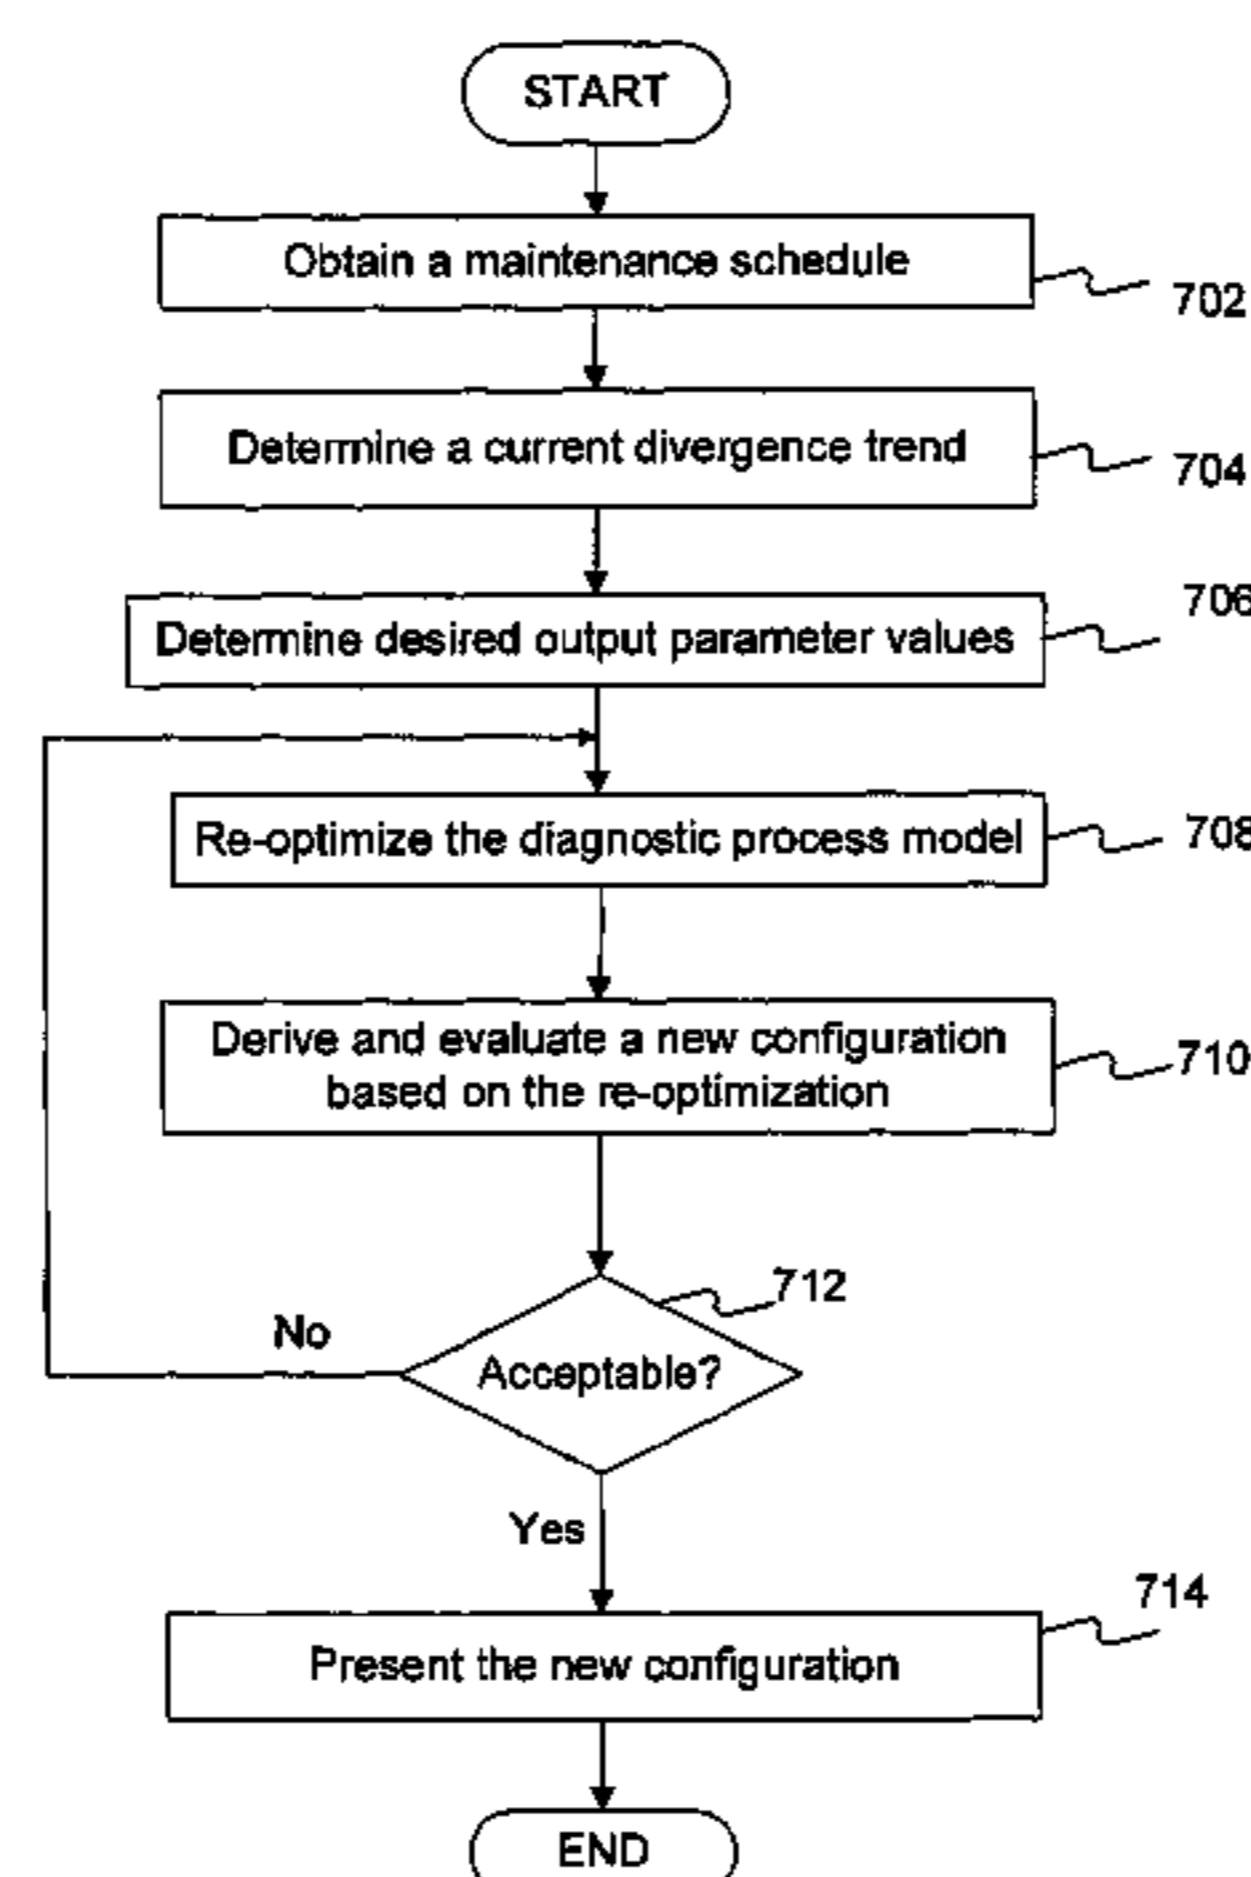 START
Obtain a maintenance schedule
702
Determine a current divergence trend
704
706
Determine desired output parameter values
Re-optimize the diagnostic process model
708
Derive and evaluate a new configuration
based on the re-optimization
710
712
No
Acceptable?
Yes
714
Present the new configuration
END